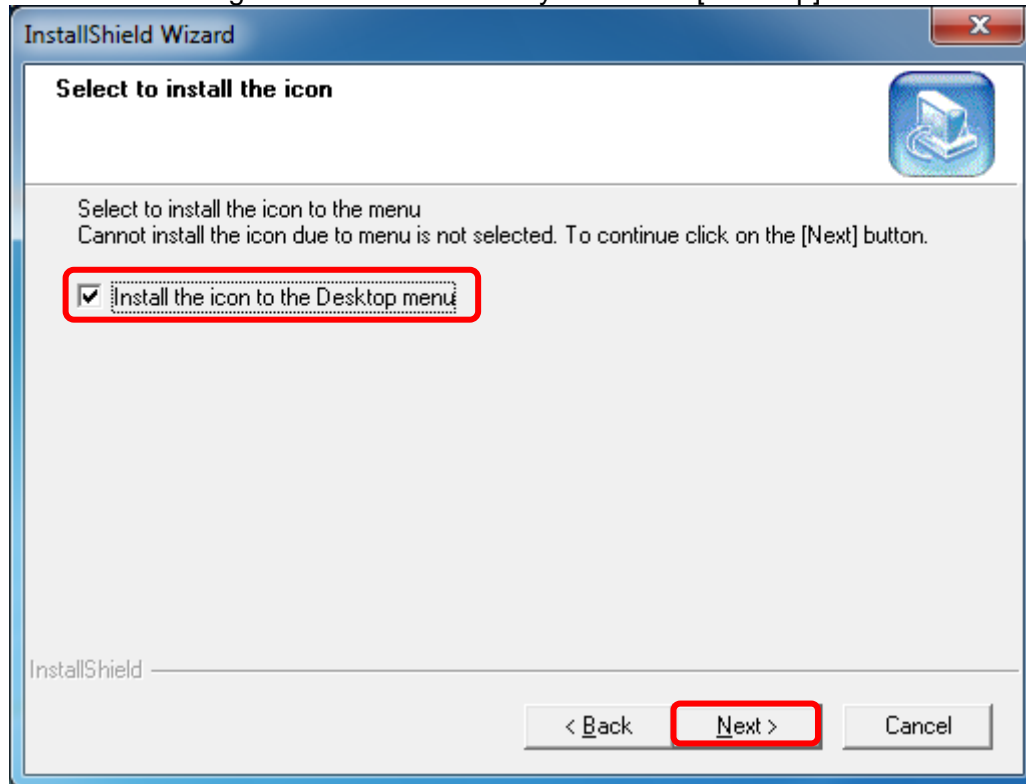 InstallShield Wizard
Select to install the icon
Select to install the icon to the menu
Cannot install the icon due to menu is not selected. To continue click on the [Next] button.
Install the icon to the Desktop menu
InstallShield
< Back Next > Cancel